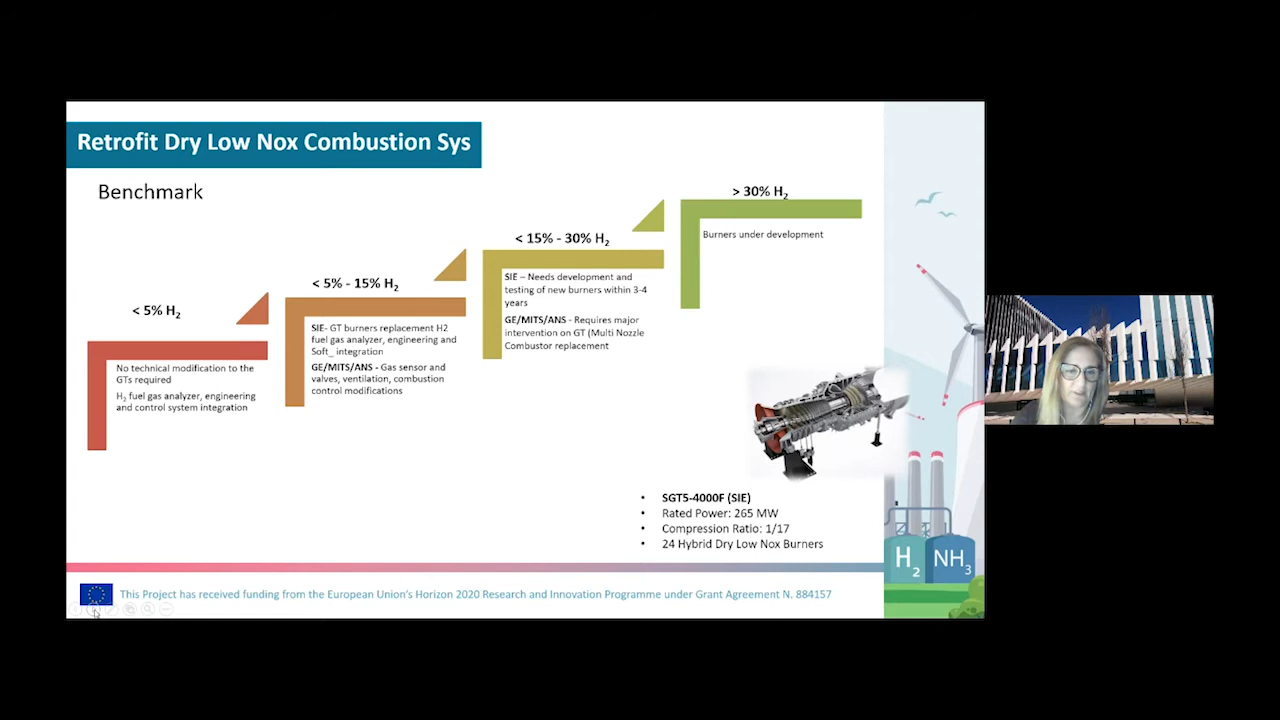 Retrofit Dry Low Nox Combustion Sys
Benchmark
< 5% H₂
No technical modification to the
GTs required
H₂ fuel gas analyzer, engineering
and control system integration
< 5% - 15% H₂
SIE- GT burners replacement H2
fuel gas analyzer, engineering and
Soft_ integration
GE/MITS/ANS - Gas sensor and
valves, ventilation, combustion
control modifications
< 15% - 30% H₂
SIE – Needs development and
testing of new burners within 3-4
years
GE/MITS/ANS - Requires major
intervention on GT (Multi Nozzle
Combustor replacement
> 30% H₂
Burners under development
• SGT5-4000F (SIE)
• Rated Power: 265 MW
• Compression Ratio: 1/17
• 24 Hybrid Dry Low Nox Burners
H₂ NH₃
This Project has received funding from the European Union's Horizon 2020 Research and Innovation Programme under Grant Agreement N. 884157